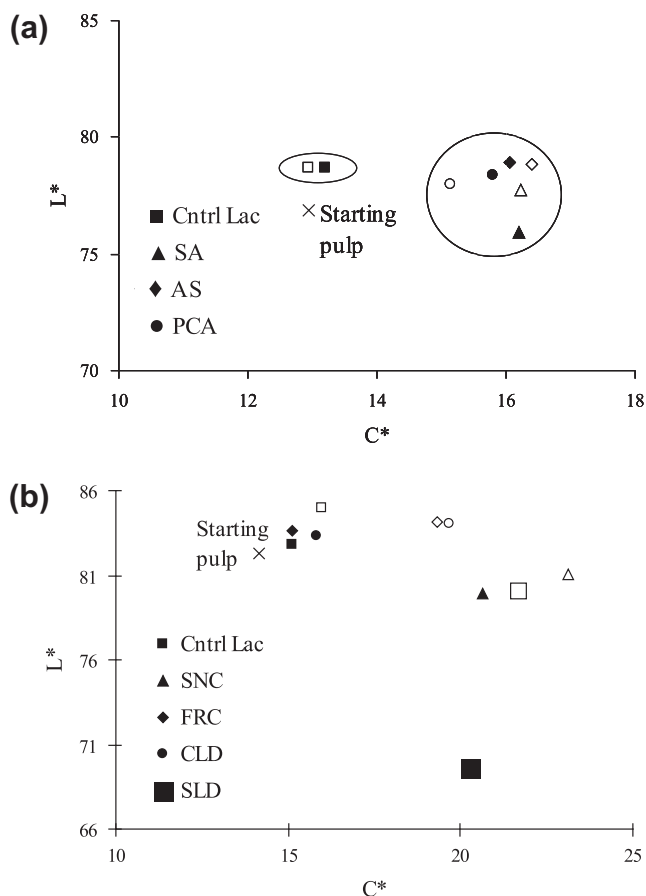 (a)
85
80
75
70
L*
Cntrl Lac
SA
AS
PCA
Starting
pulp
10 12 14 16 18
C*
(b)
86
81
76
71
66
L*
Starting
pulp
Cntrl Lac
SNC
FRC
CLD
SLD
10 15 20 25
C*